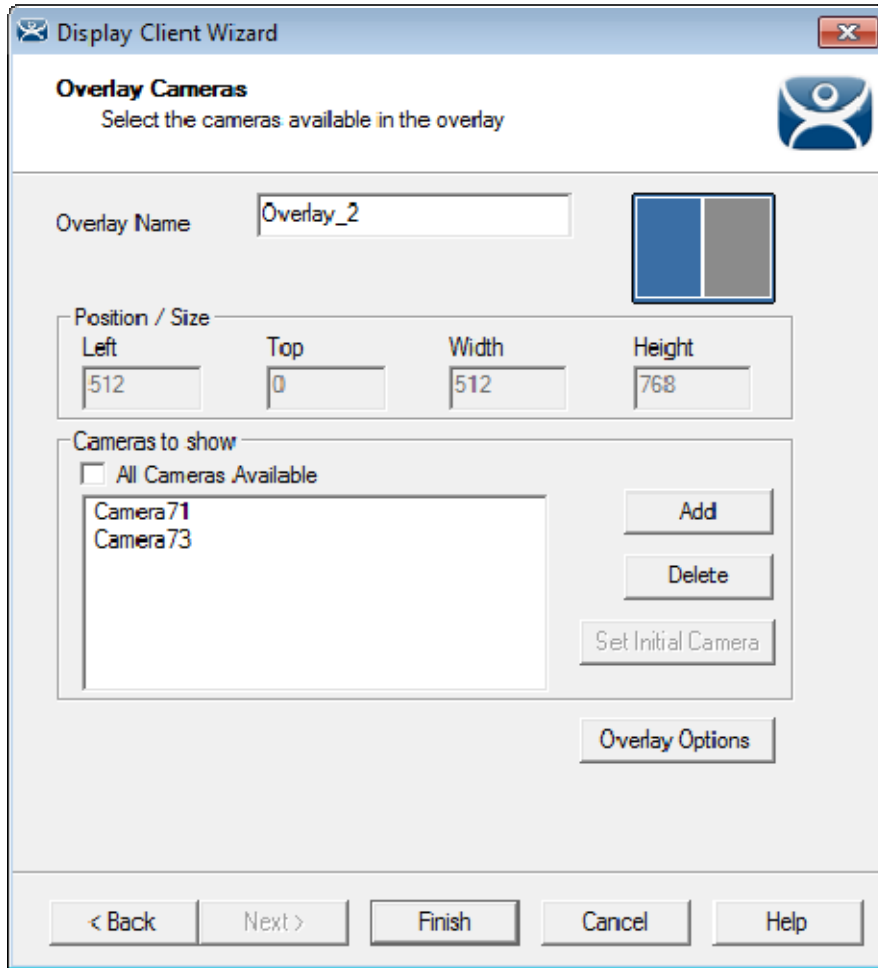 Display Client Wizard
Overlay Cameras
Select the cameras available in the overlay
Overlay Name
Overlay_2
Position / Size
Left Top Width Height
512 0 512 768
Cameras to show
All Cameras Available
Camera71
Camera73
Add
Delete
Set Initial Camera
Overlay Options
< Back Next > Finish Cancel Help